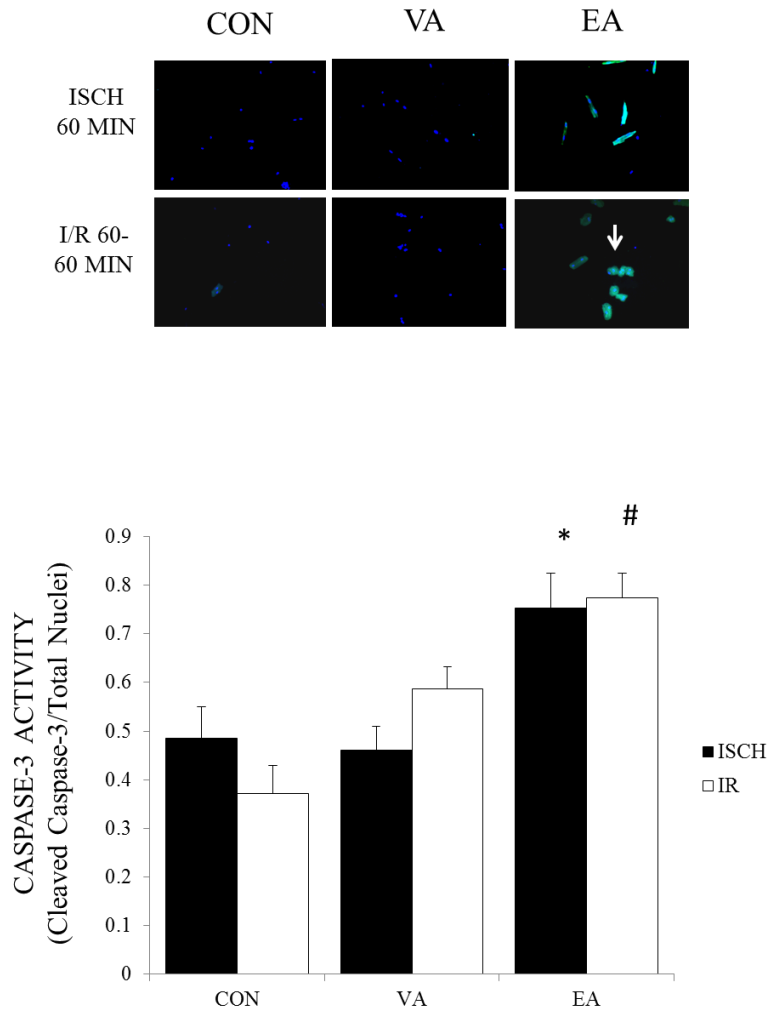 CON VA EA
ISCH
60 MIN
I/R 60-
60 MIN
* #
0.9
0.8
0.7
0.6
0.5
0.4
0.3
0.2
0.1
0
CASPASE-3 ACTIVITY
(Cleaved Caspase-3/Total Nuclei)
ISCH
IR
CON VA EA